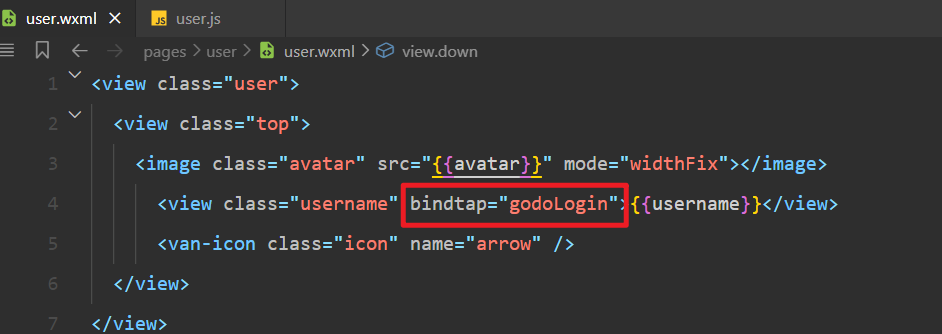 user.wxml × JS user.js
pages > user > user.wxml > view.down
1 <view class="user">
2 <view class="top">
3 <image class="avatar" src="{{avatar}}" mode="widthFix"></image>
4 <view class="username" bindtap="godoLogin">{{username}}</view>
5 <van-icon class="icon" name="arrow" />
6 </view>
7 </view>